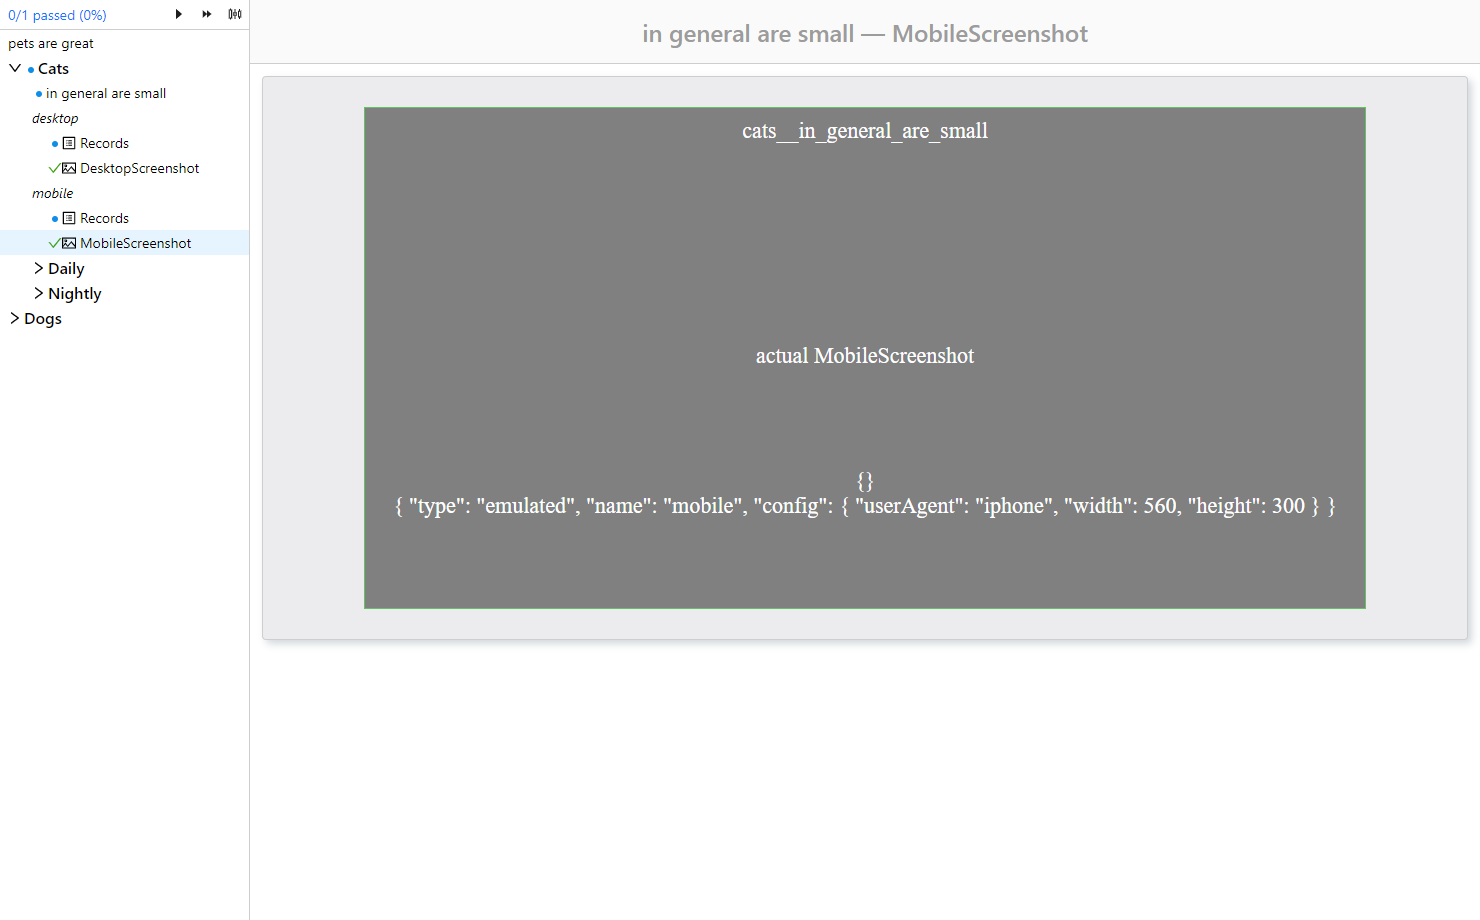 0/1 passed (0%)
pets are great
Cats
in general are small
desktop
Records
DesktopScreenshot
mobile
Records
MobileScreenshot
Daily
Nightly
Dogs
in general are small — MobileScreenshot
cats__in_general_are_small
actual MobileScreenshot
{}
{ "type": "emulated", "name": "mobile", "config": { "userAgent": "iphone", "width": 560, "height": 300 } }